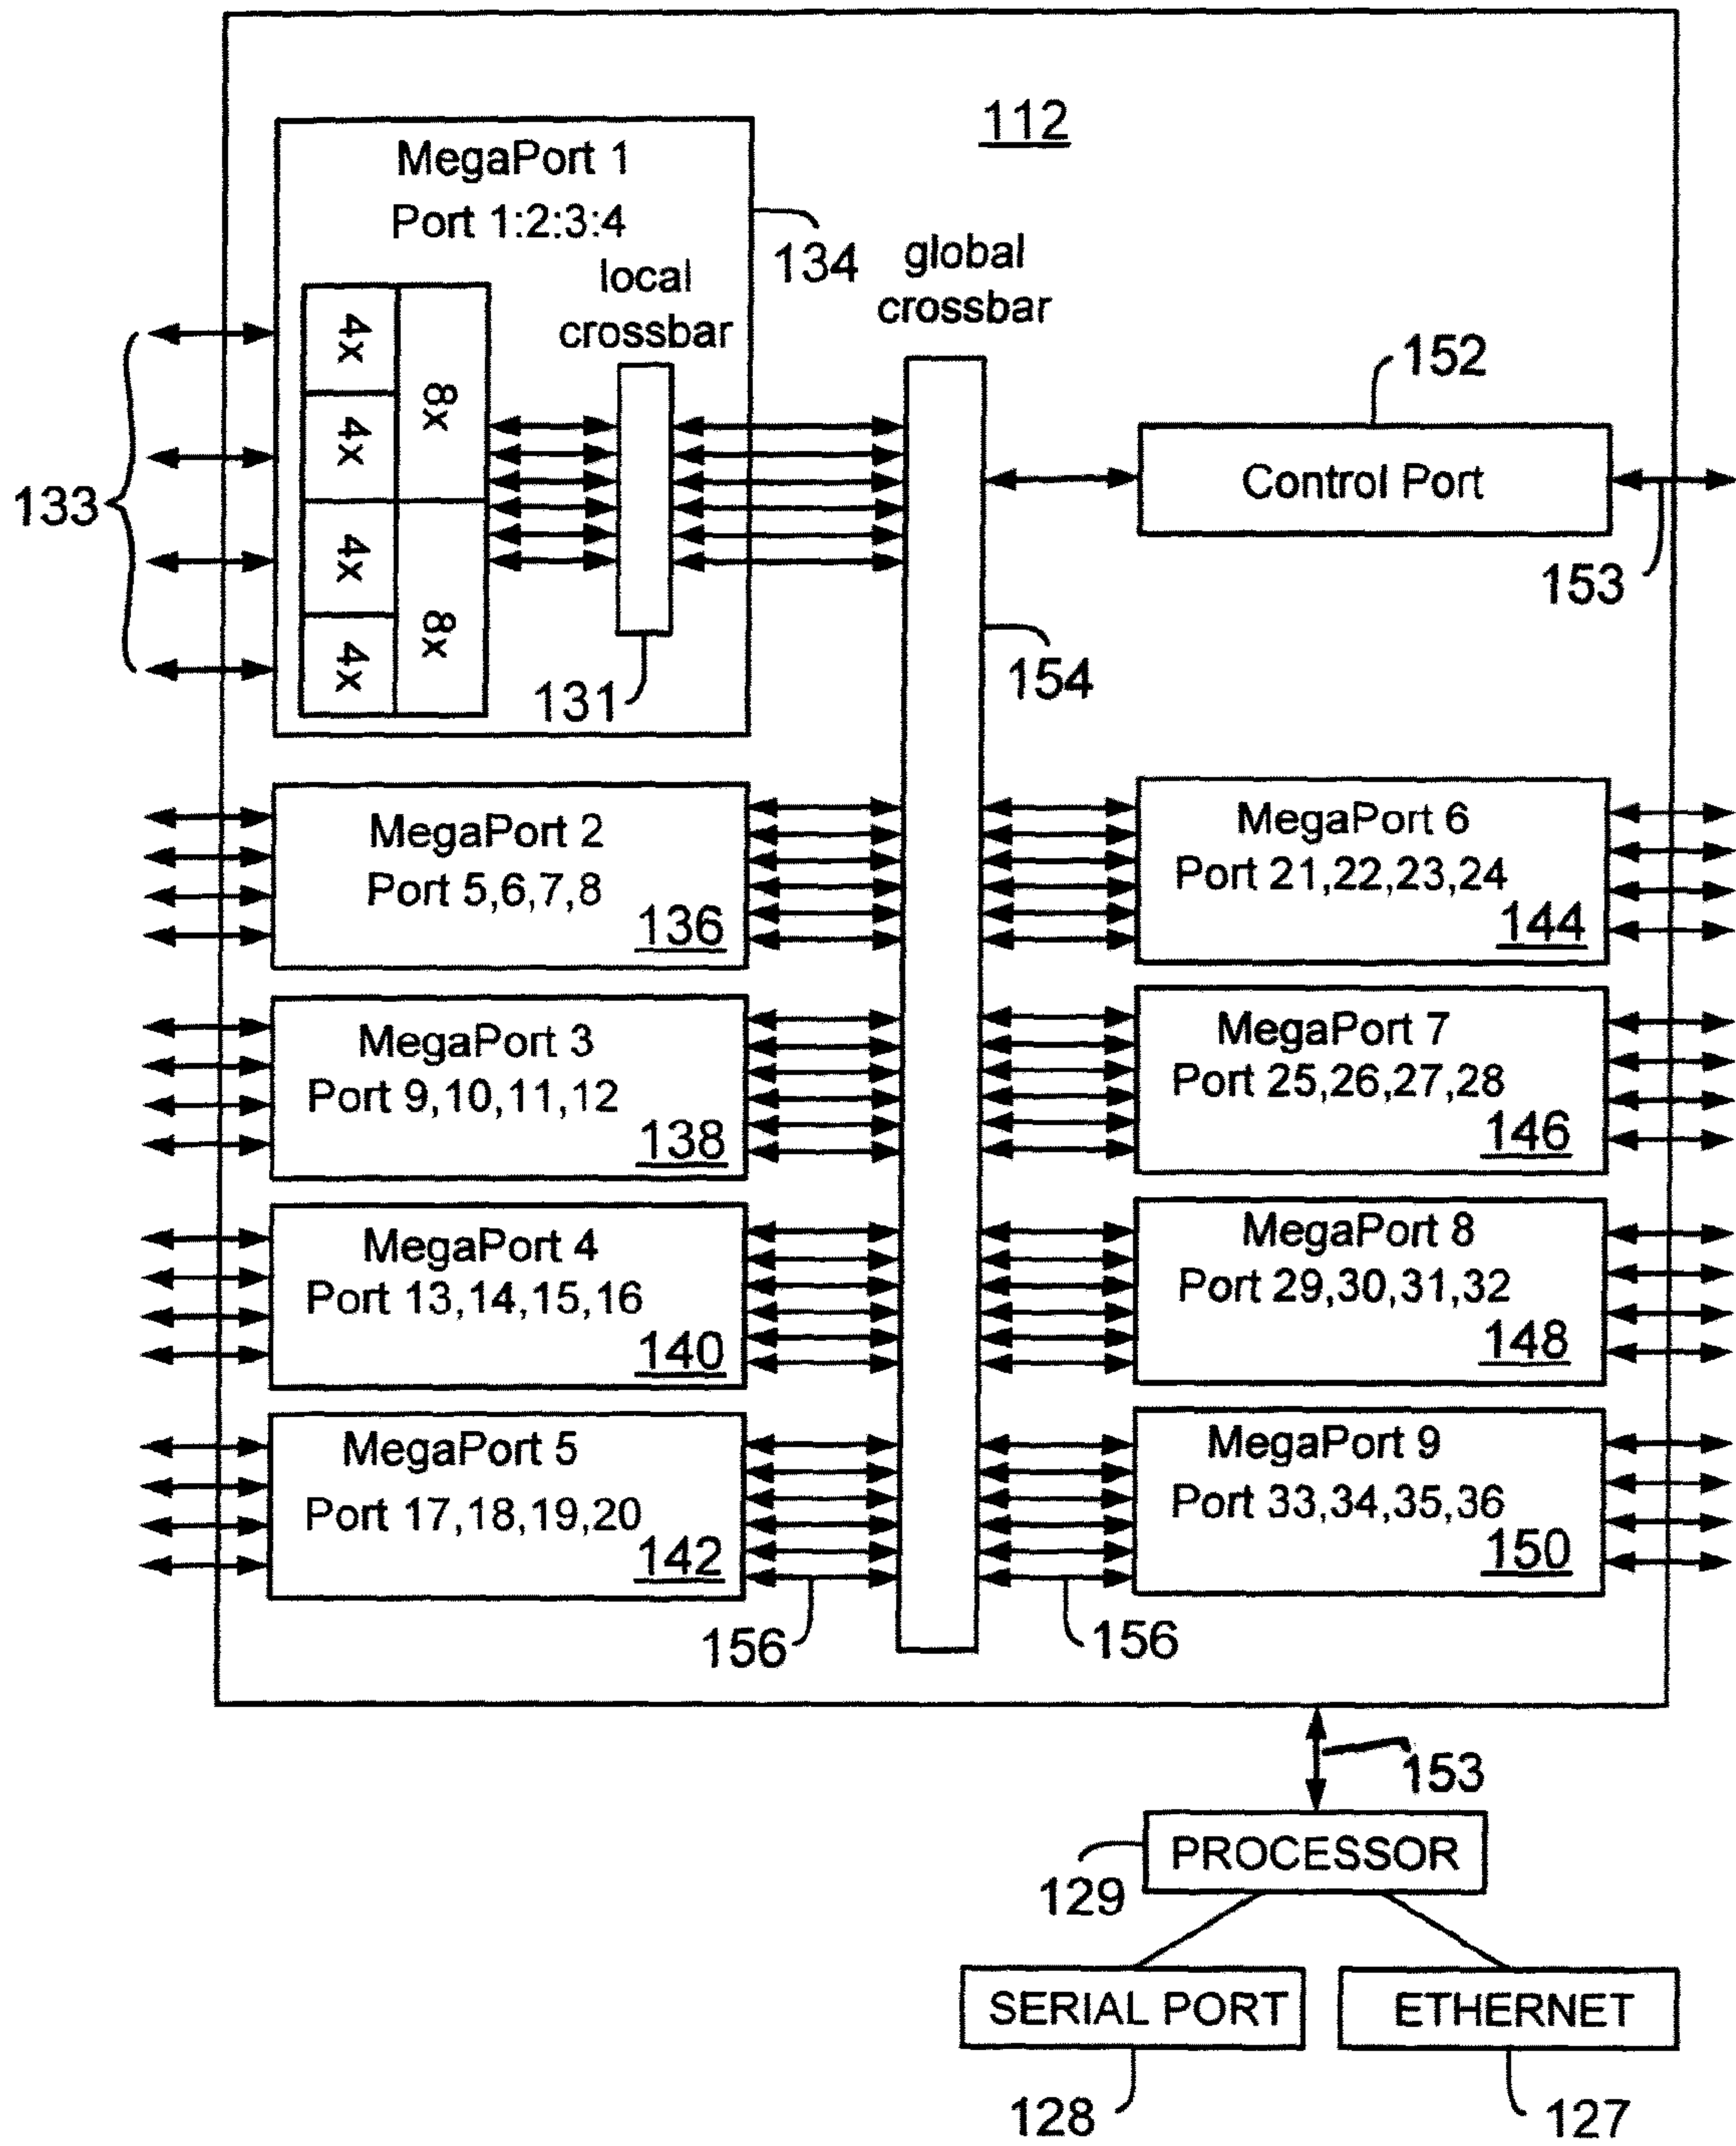 112
MegaPort 1
Port 1:2:3:4
134
local
crossbar
global
crossbar
4x
4x
4x
4x
8x
8x
133
131
154
152
Control Port
153
MegaPort 2
Port 5,6,7,8
136
MegaPort 6
Port 21,22,23,24
144
MegaPort 3
Port 9,10,11,12
138
MegaPort 7
Port 25,26,27,28
146
MegaPort 4
Port 13,14,15,16
140
MegaPort 8
Port 29,30,31,32
148
MegaPort 5
Port 17,18,19,20
142
MegaPort 9
Port 33,34,35,36
150
156
156
153
PROCESSOR
129
SERIAL PORT
ETHERNET
128
127